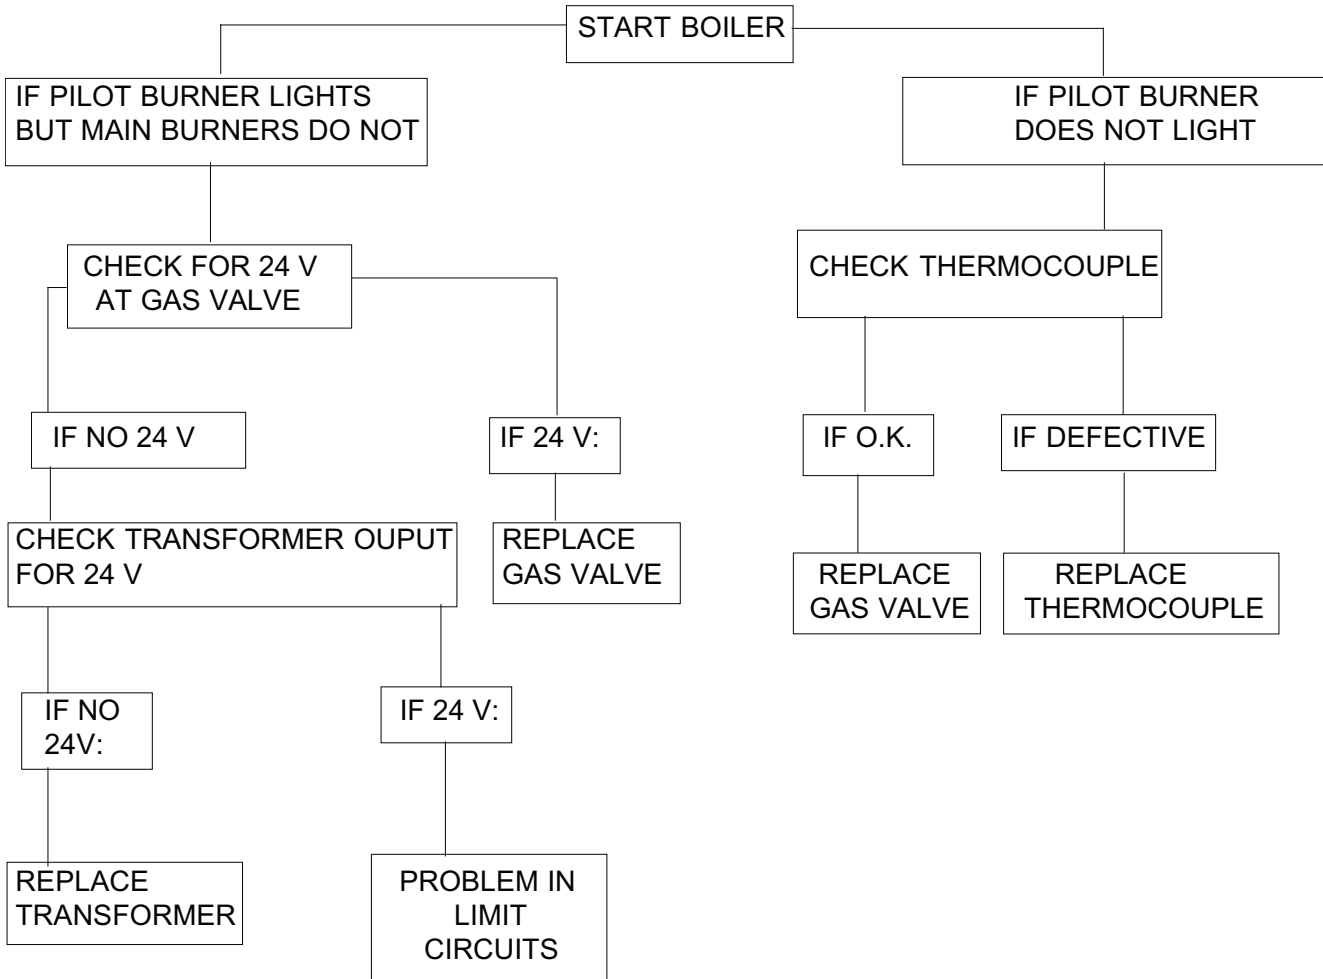 START BOILER
IF PILOT BURNER LIGHTS
BUT MAIN BURNERS DO NOT
IF PILOT BURNER
DOES NOT LIGHT
CHECK FOR 24 V
AT GAS VALVE
CHECK THERMOCOUPLE
IF NO 24 V
IF 24 V:
IF O.K.
IF DEFECTIVE
CHECK TRANSFORMER OUPUT
FOR 24 V
REPLACE
GAS VALVE
REPLACE
GAS VALVE
REPLACE
THERMOCOUPLE
IF NO
24V:
IF 24 V:
REPLACE
TRANSFORMER
PROBLEM IN
LIMIT
CIRCUITS